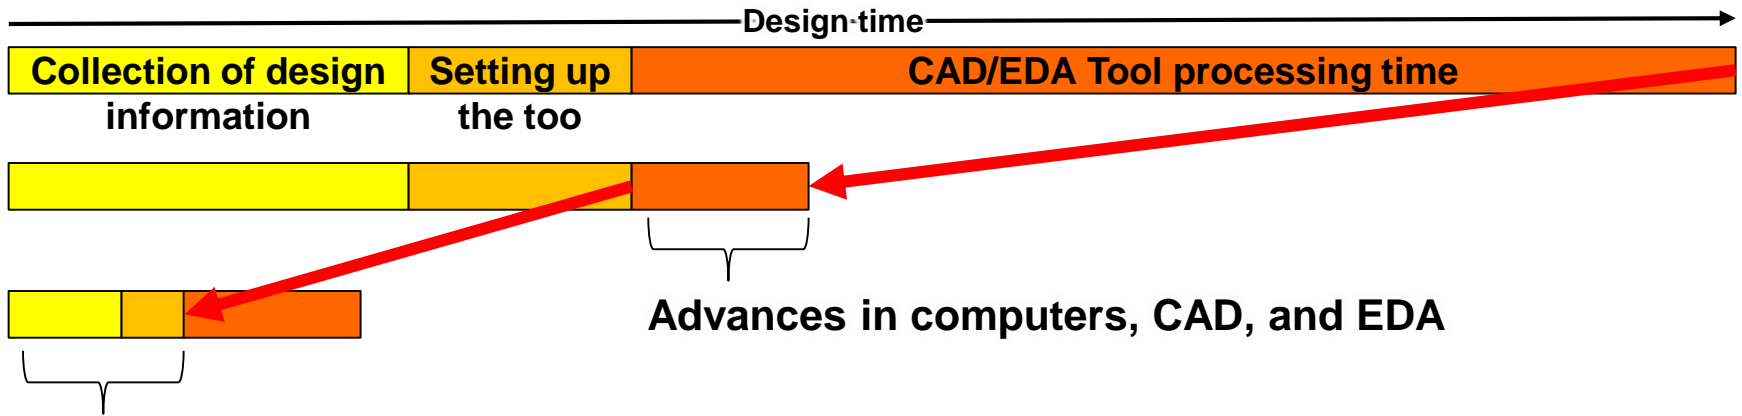 Design time
Collection of design
information
Setting up
the too
CAD/EDA Tool processing time
Advances in computers, CAD, and EDA